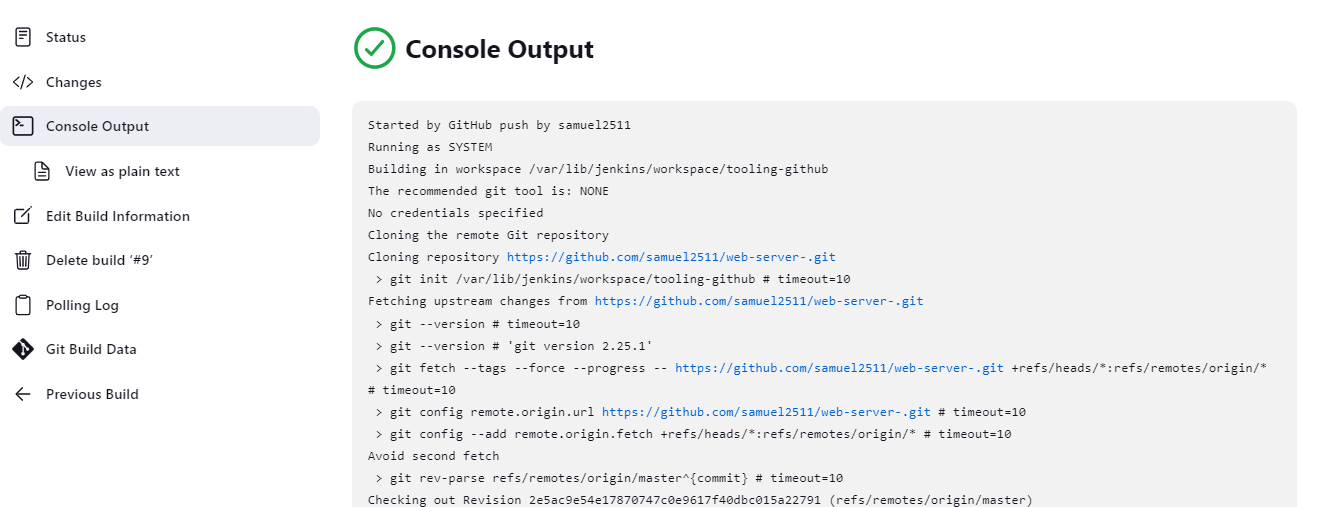 Status
Changes
Console Output
View as plain text
Edit Build Information
Delete build ‘#9’
Polling Log
Git Build Data
Previous Build
Console Output
Started by GitHub push by samuel2511
Running as SYSTEM
Building in workspace /var/lib/jenkins/workspace/tooling-github
The recommended git tool is: NONE
No credentials specified
Cloning the remote Git repository
Cloning repository https://github.com/samuel2511/web-server-.git
 > git init /var/lib/jenkins/workspace/tooling-github # timeout=10
Fetching upstream changes from https://github.com/samuel2511/web-server-.git
 > git --version # timeout=10
 > git --version # 'git version 2.25.1'
 > git fetch --tags --force --progress -- https://github.com/samuel2511/web-server-.git +refs/heads/*:refs/remotes/origin/*
# timeout=10
 > git config remote.origin.url https://github.com/samuel2511/web-server-.git # timeout=10
 > git config --add remote.origin.fetch +refs/heads/*:refs/remotes/origin/* # timeout=10
Avoid second fetch
 > git rev-parse refs/remotes/origin/master^{commit} # timeout=10
Checking out Revision 2e5ac9e54e17870747c0e9617f40dbc015a22791 (refs/remotes/origin/master)